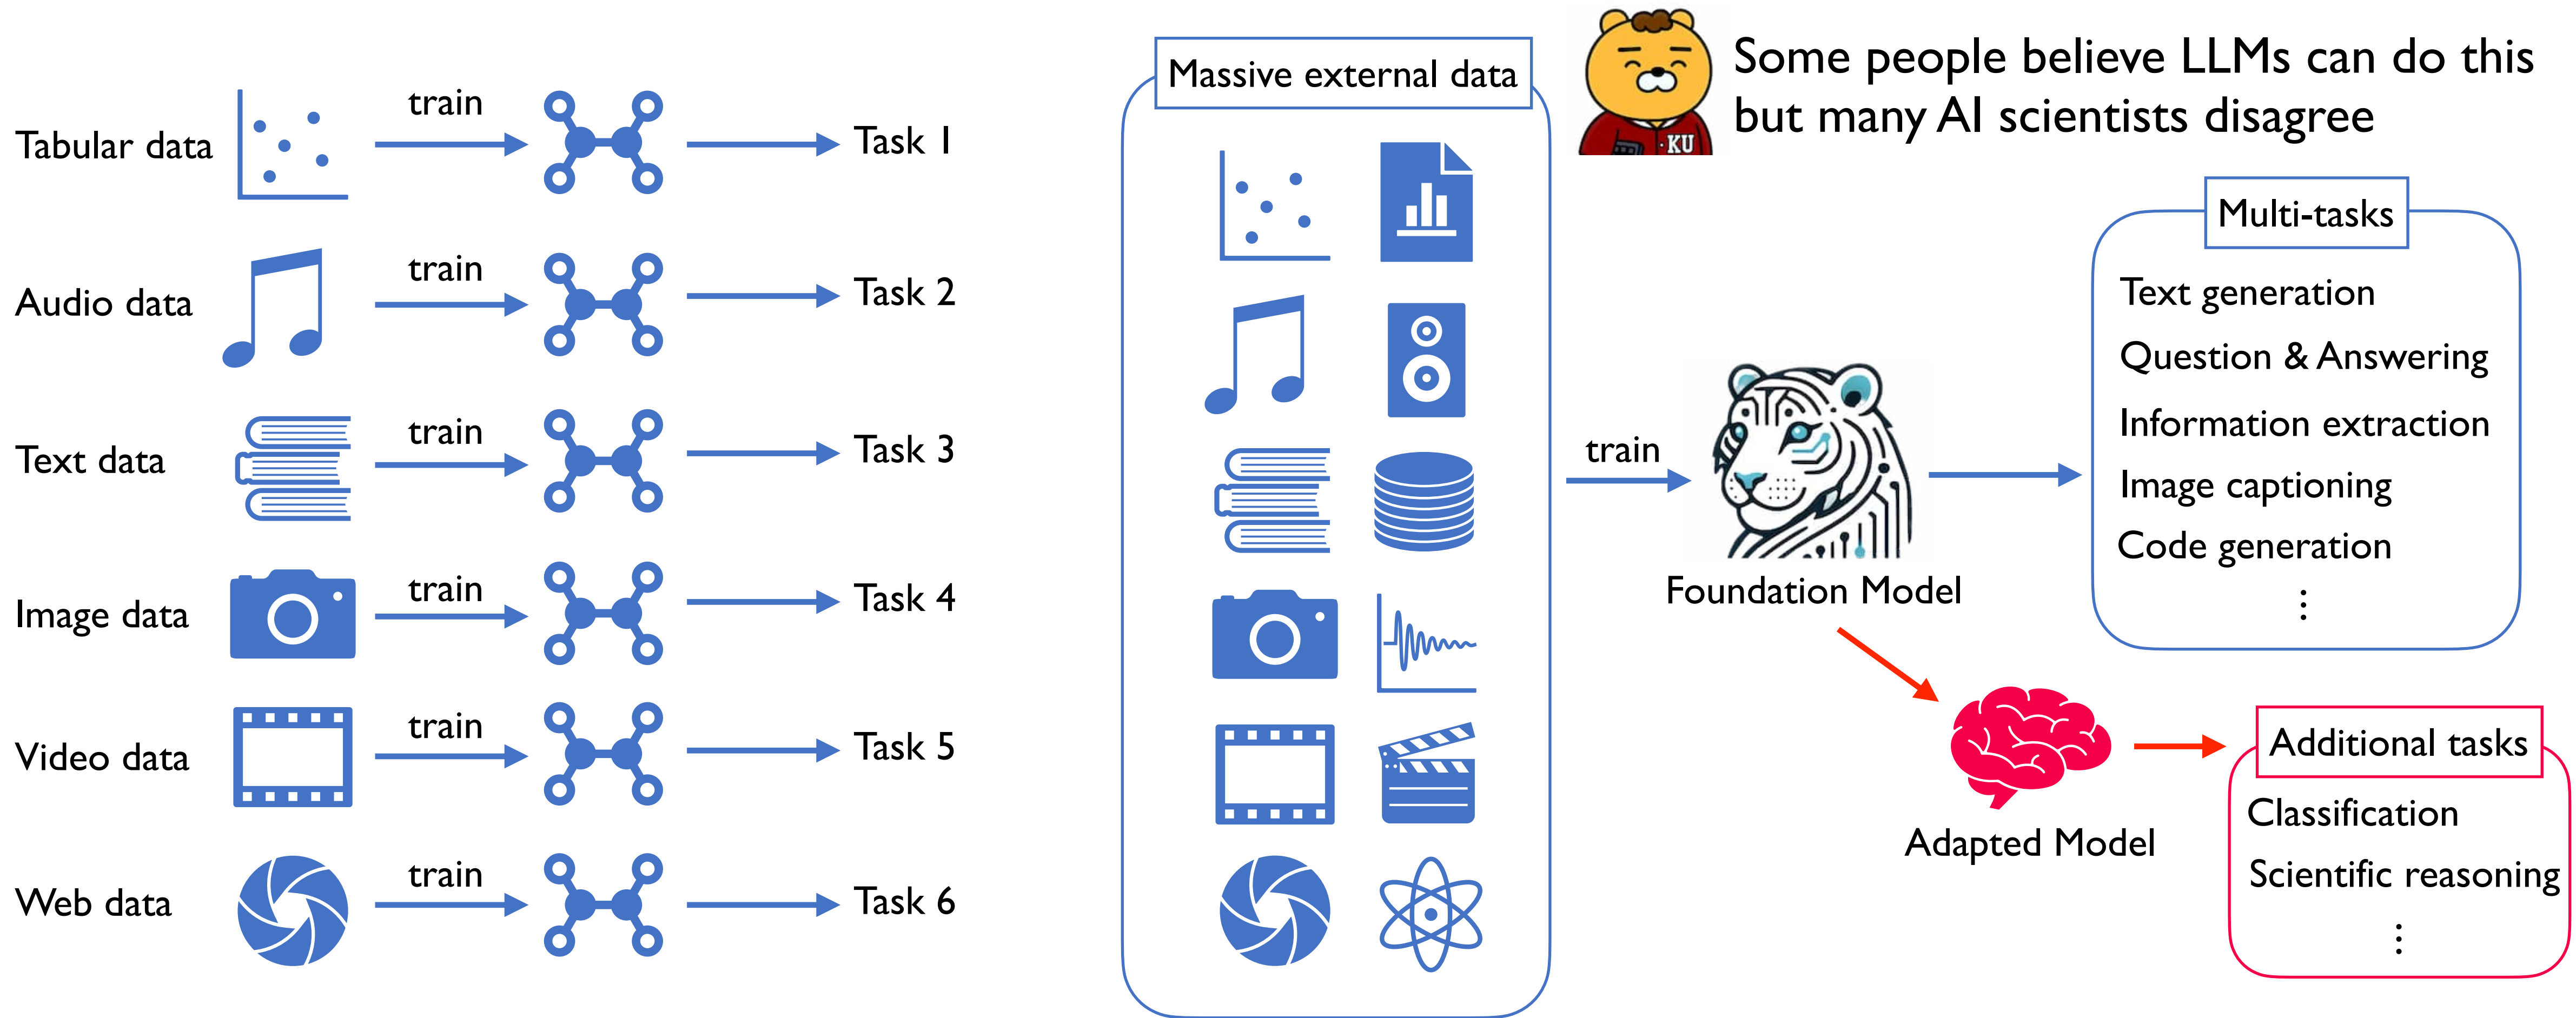 Tabular data
train
Task 1
Audio data
train
Task 2
Text data
train
Task 3
Image data
train
Task 4
Video data
train
Task 5
Web data
train
Task 6
Massive external data
KU
Some people believe LLMs can do this
but many AI scientists disagree
train
Foundation Model
Multi-tasks
Text generation
Question & Answering
Information extraction
Image captioning
Code generation
⋮
Adapted Model
Additional tasks
Classification
Scientific reasoning
⋮